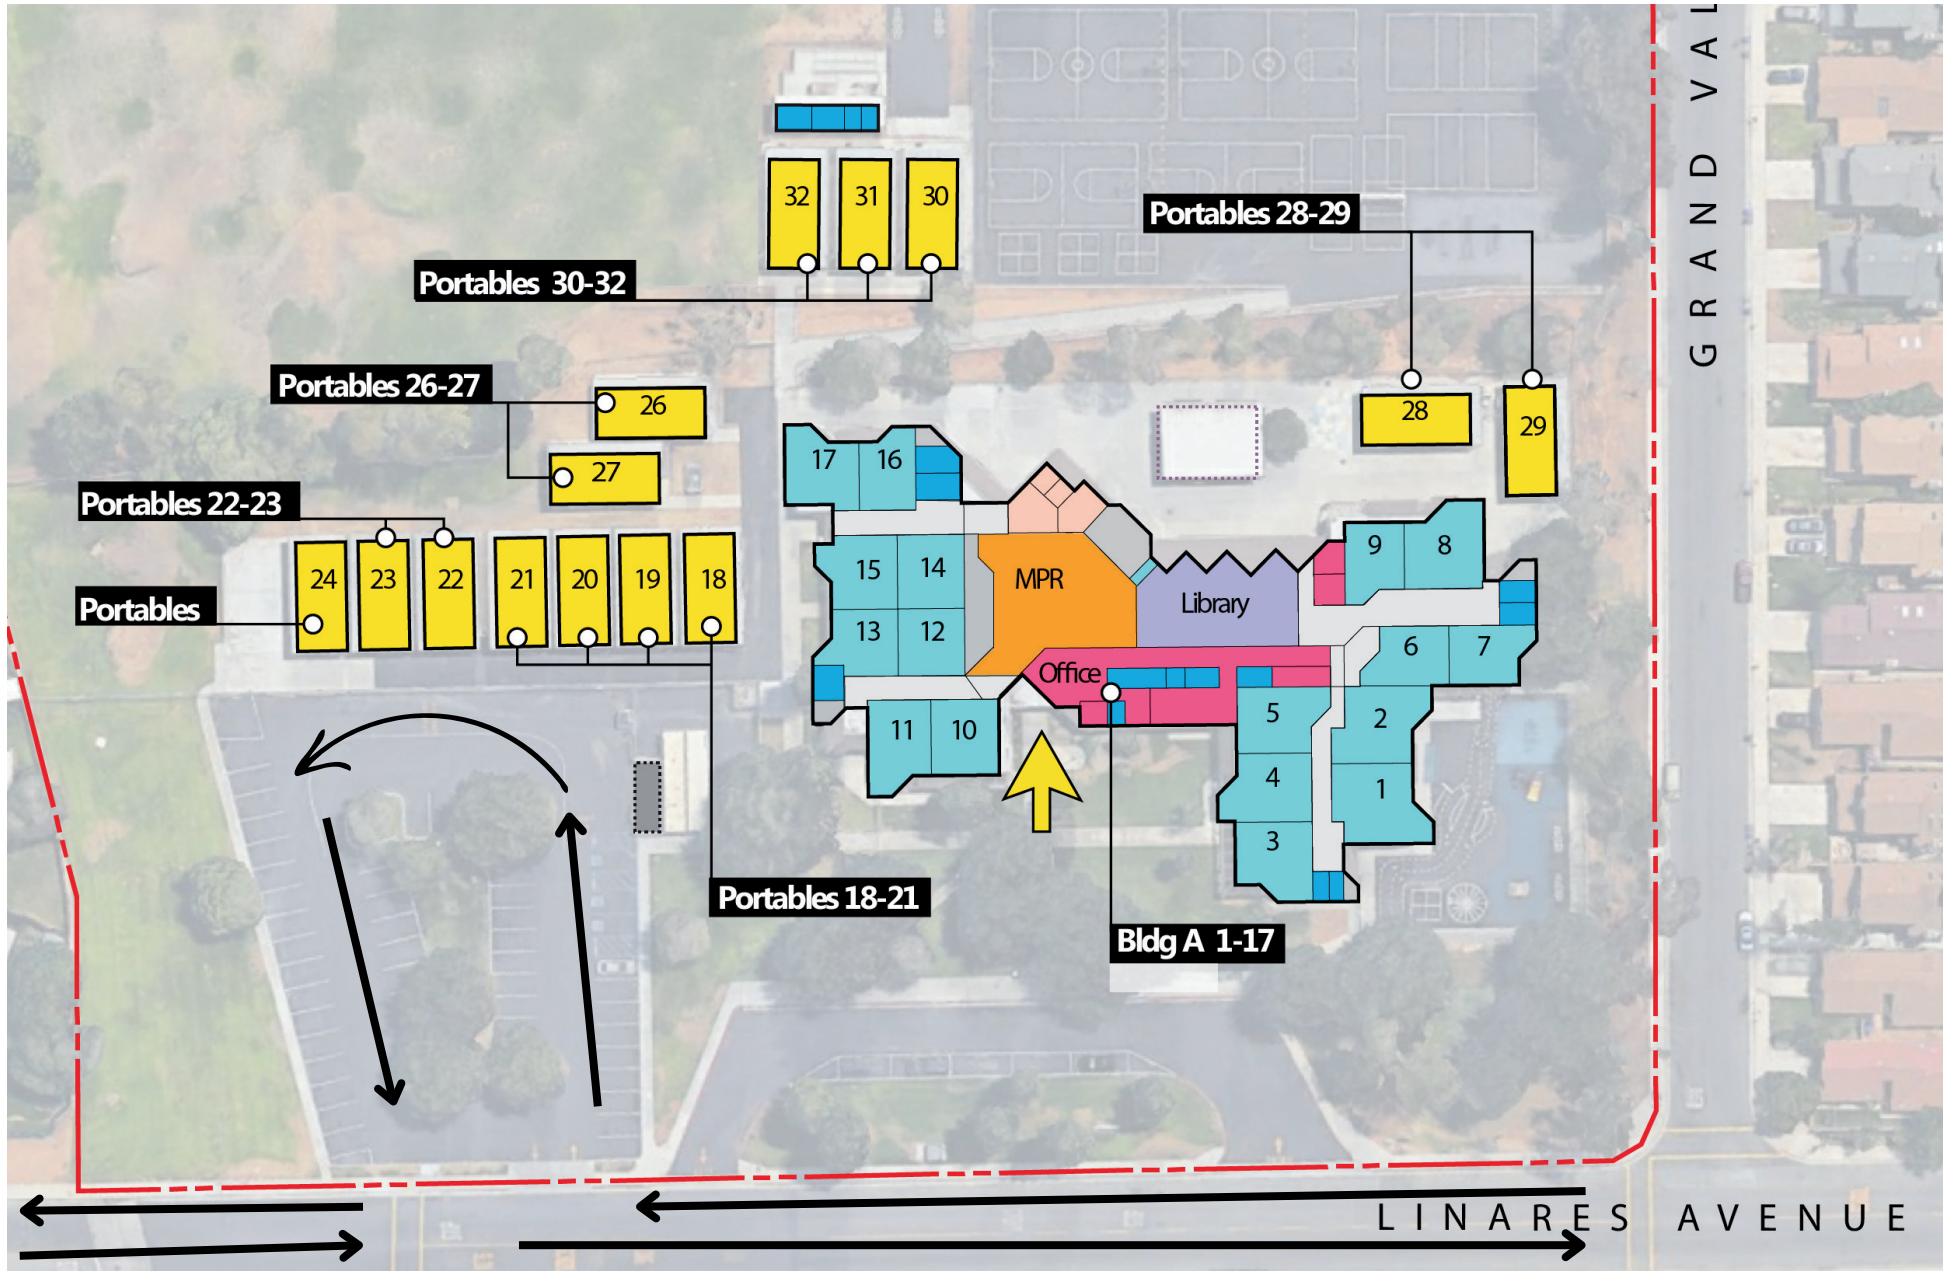 GRAND VAL
32
31
30
Portables 28-29
Portables 30-32
Portables 26-27
26
28
29
27
17
16
Portables 22-23
24
23
22
21
20
19
18
15
14
MPR
Library
9
8
Portables
13
12
6
7
Office
11
10
5
2
4
1
3
Portables 18-21
Bldg A 1-17
LINARES AVENUE